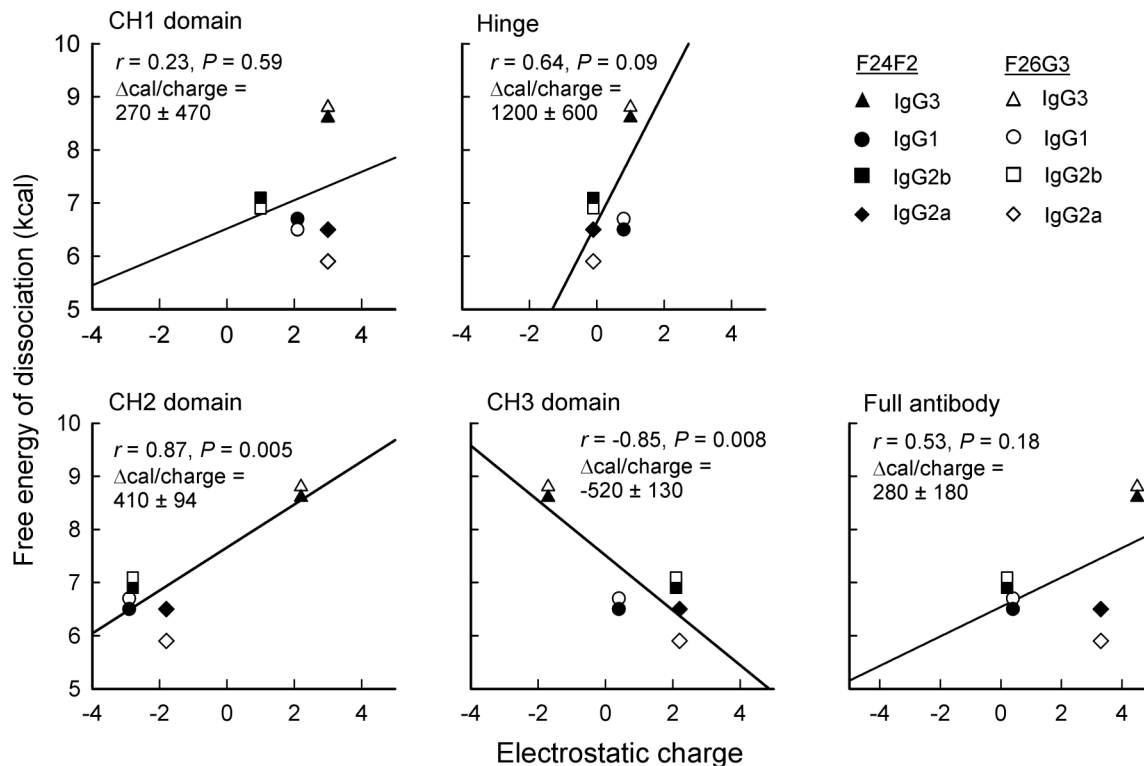 CH1 domain
r = 0.23, P = 0.59
Δcal/charge =
270 ± 470
10
9
8
7
6
5
-4
-2
0
2
4
Hinge
r = 0.64, P = 0.09
Δcal/charge =
1200 ± 600
-4
-2
0
2
4
F24F2
IgG3
IgG1
IgG2b
IgG2a
F26G3
IgG3
IgG1
IgG2b
IgG2a
Free energy of dissociation (kcal)
CH2 domain
r = 0.87, P = 0.005
Δcal/charge =
410 ± 94
10
9
8
7
6
5
-4
-2
0
2
4
CH3 domain
r = -0.85, P = 0.008
Δcal/charge =
-520 ± 130
-4
-2
0
2
4
Full antibody
r = 0.53, P = 0.18
Δcal/charge =
280 ± 180
-4
-2
0
2
4
Electrostatic charge